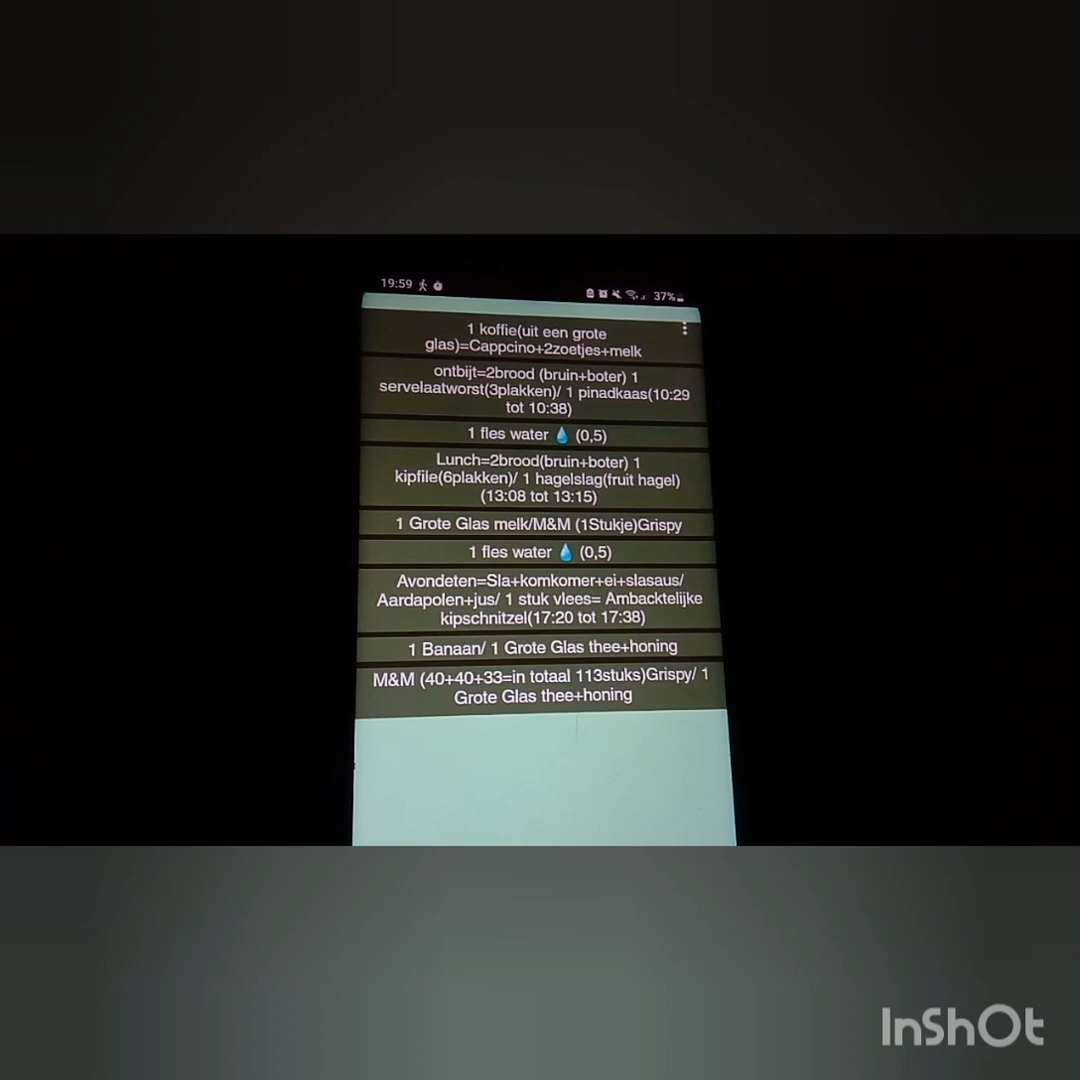 19:59
37%
1 koffie(uit een grote
glas)=Cappcino+2zoetjes+melk
ontbijt=2brood (bruin+boter) 1
servelaatworst(3plakken)/ 1 pinadkaas(10:29
tot 10:38)
1 fles water 💧 (0,5)
Lunch=2brood(bruin+boter) 1
kipfile(6plakken)/ 1 hagelslag(fruit hagel)
(13:08 tot 13:15)
1 Grote Glas melk/M&M (1Stukje)Grispy
1 fles water 💧 (0,5)
Avondeten=Sla+komkomer+ei+slasaus/
Aardapolen+jus/ 1 stuk vlees= Ambacktelijke
kipschnitzel(17:20 tot 17:38)
1 Banaan/ 1 Grote Glas thee+honing
M&M (40+40+33=in totaal 113stuks)Grispy/ 1
Grote Glas thee+honing
InShOt